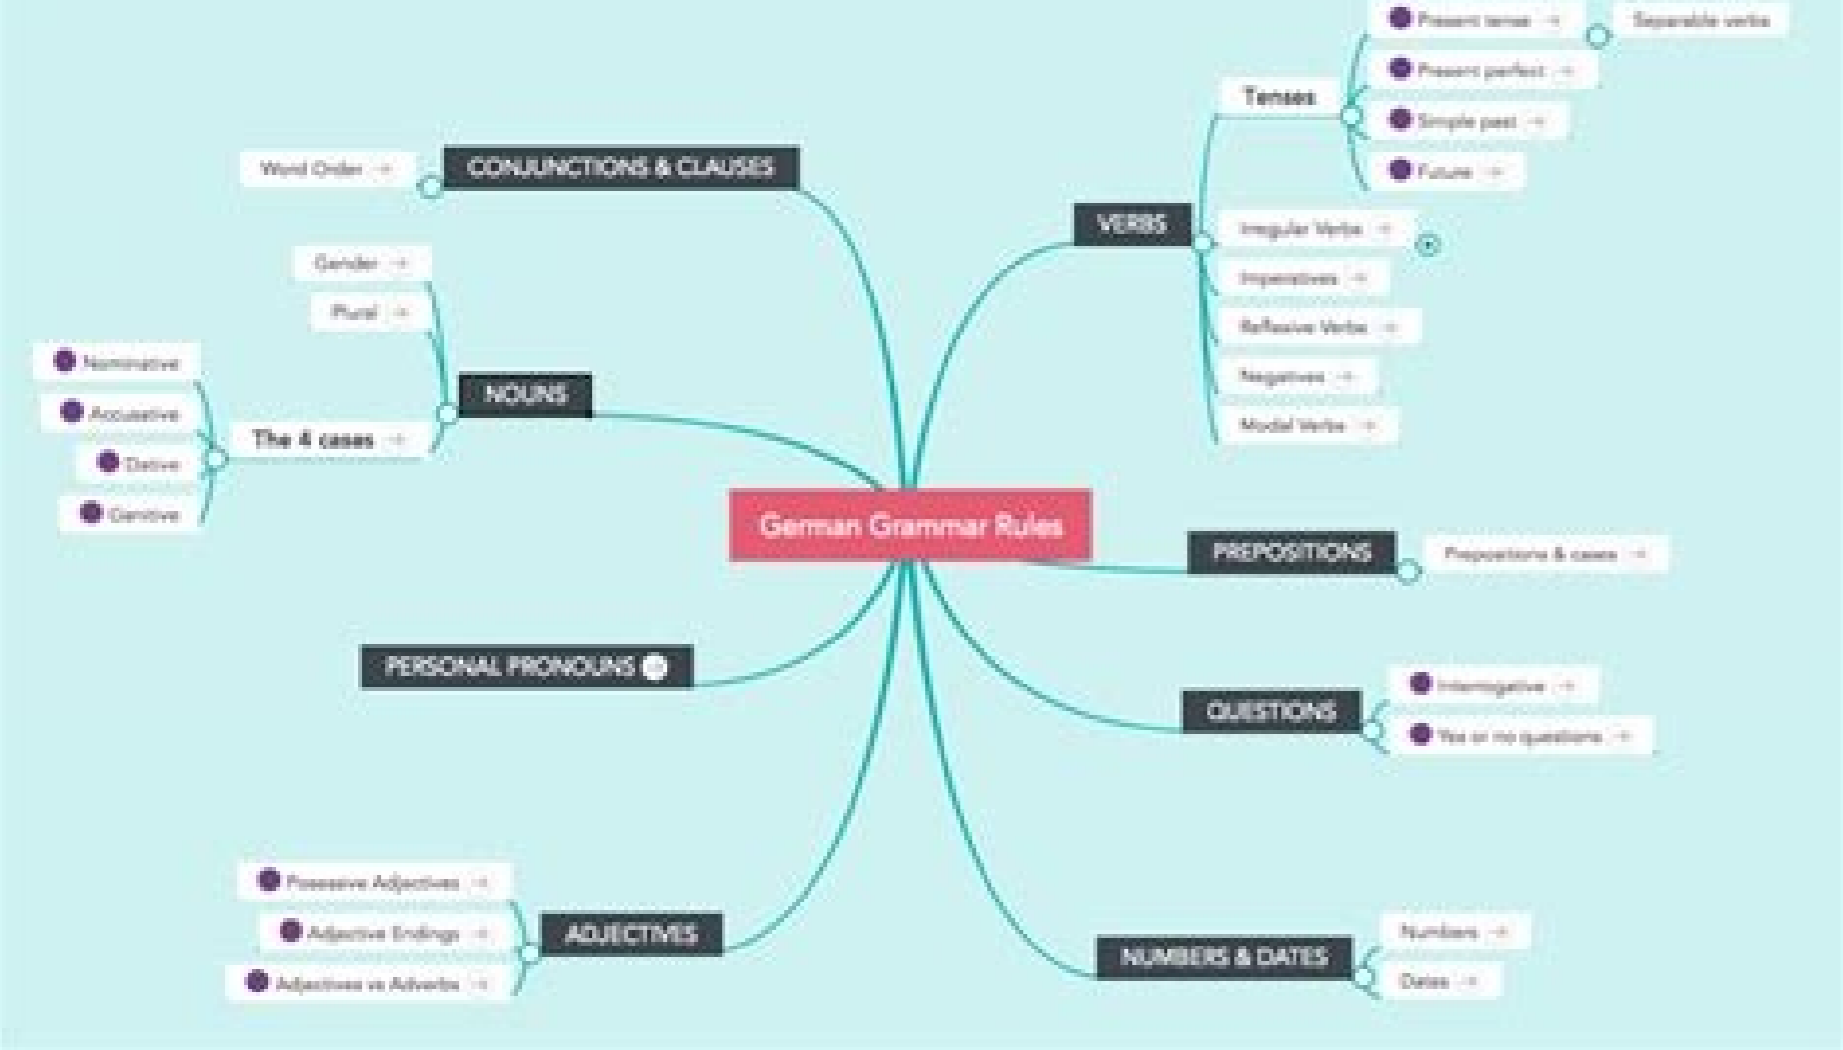 Present tense
Separable verbs
Present perfect
Tenses
Simple past
Future
Word Order
CONJUNCTIONS & CLAUSES
VERBS
Irregular Verbs
Imperatives
Reflexive Verbs
Negatives
Modal Verbs
Gender
Plural
NOUNS
Nominative
Accusative
The 4 cases
Dative
Genitive
German Grammar Rules
PREPOSITIONS
Prepositions & cases
PERSONAL PRONOUNS
QUESTIONS
Interrogative
Yes or no questions
Possessive Adjectives
Adjective Endings
Adjectives vs Adverbs
ADJECTIVES
NUMBERS & DATES
Numbers
Dates